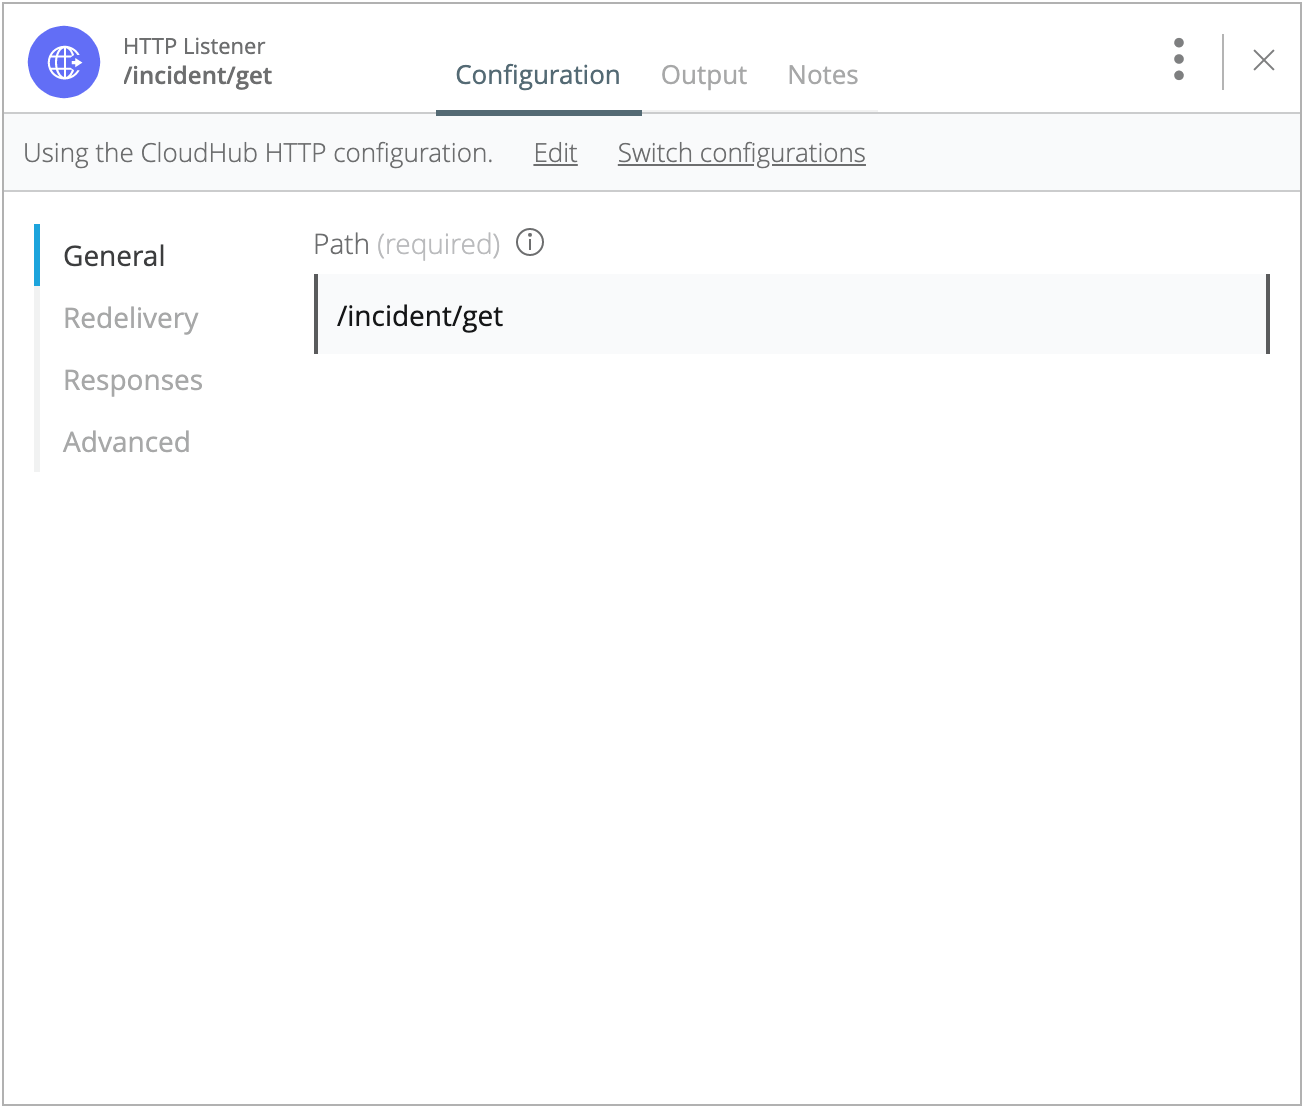 HTTP Listener
/incident/get
Configuration Output Notes
Using the CloudHub HTTP configuration. Edit Switch configurations
General
Redelivery
Responses
Advanced
Path (required)
/incident/get